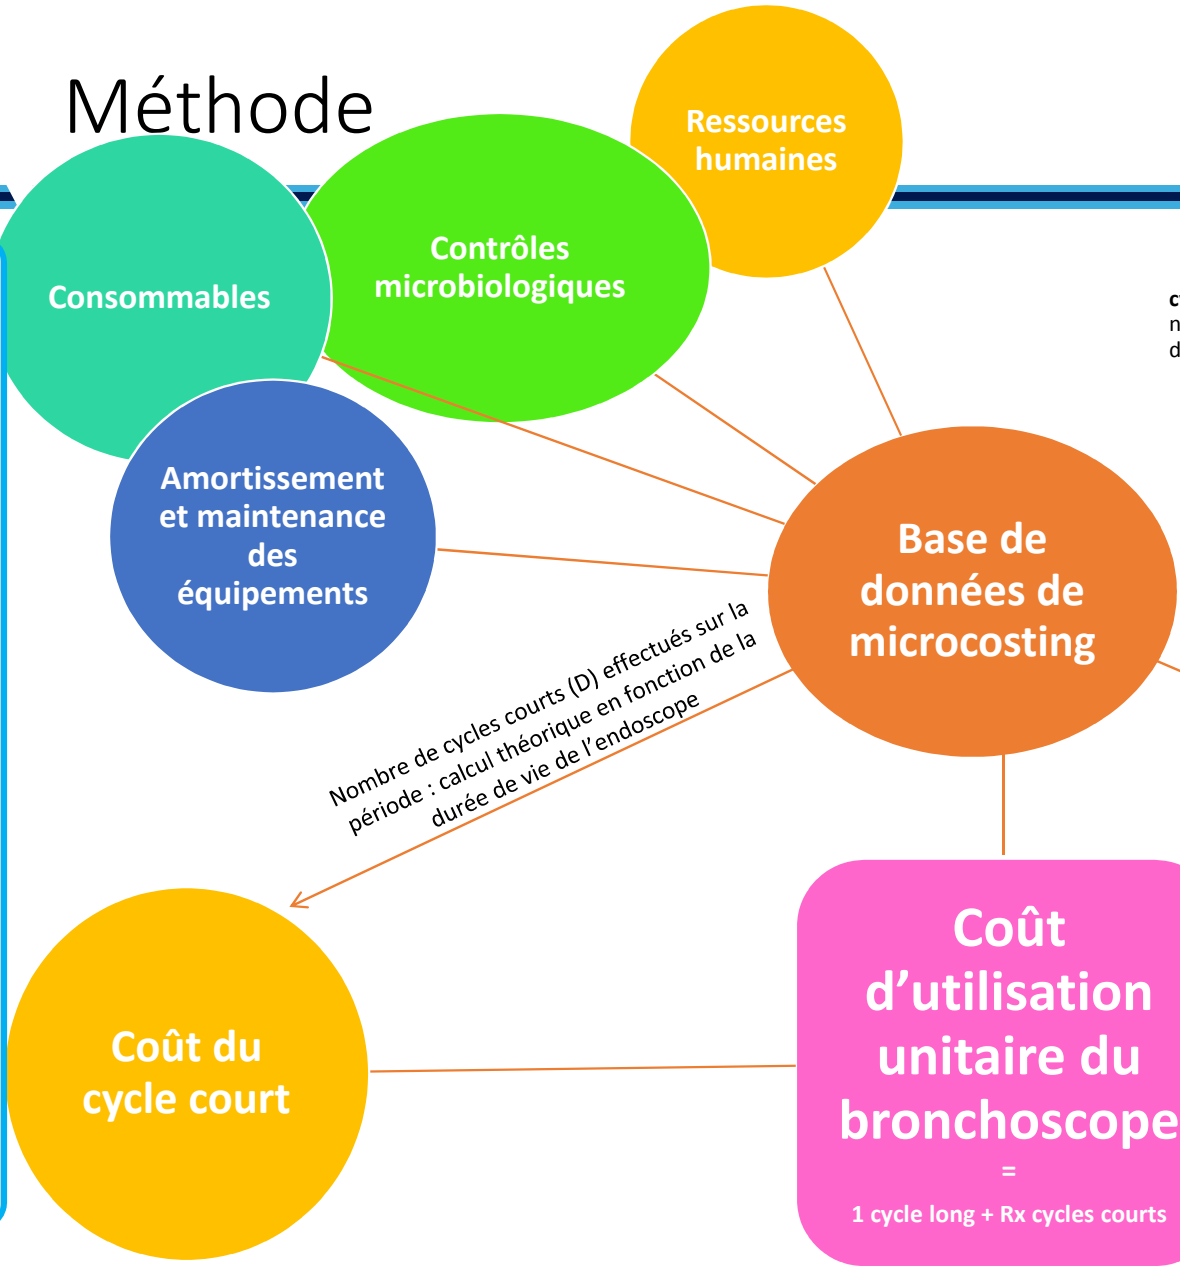 Méthode
Ressources
humaines
Contrôles
microbiologiques
Consommables
Amortissement
et maintenance
des
équipements
Base de
données de
microcosting
Nombre de cycles courts (D) effectués sur la
période : calcul théorique en fonction de la
durée de vie de l’endoscope
Coût du
cycle court
Coût
d’utilisation
unitaire du
bronchoscope
=
1 cycle long + Rx cycles courts